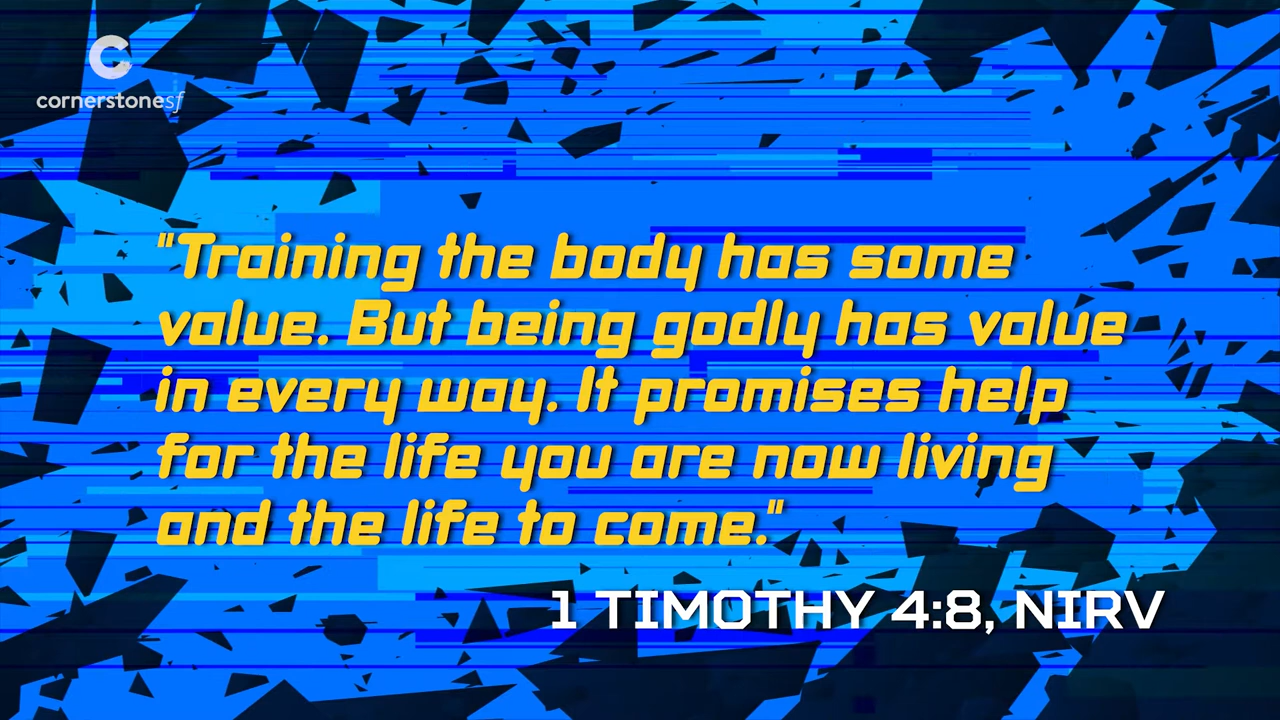 C
cornerstonesf
"Training the body has some
value. But being godly has value
in every way. It promises help
for the life you are now living
and the life to come."
1 TIMOTHY 4:8, NIRV